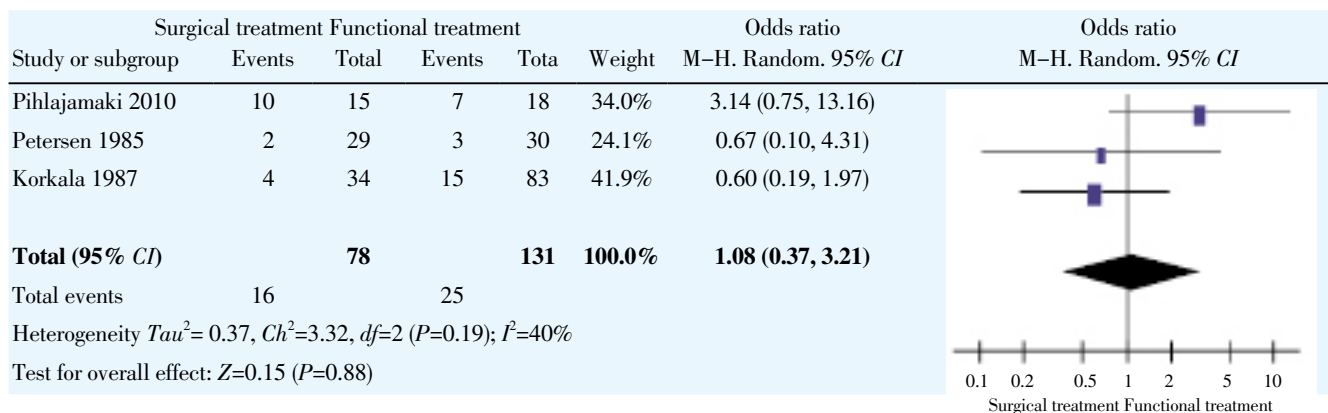 Surgical treatment Functional treatment Odds ratio Odds ratio
Study or subgroup Events Total Events Tota Weight M−H. Random. 95% CI M−H. Random. 95% CI
Pihlajamaki 2010 10 15 7 18 34.0% 3.14 (0.75, 13.16)
Petersen 1985 2 29 3 30 24.1% 0.67 (0.10, 4.31)
Korkala 1987 4 34 15 83 41.9% 0.60 (0.19, 1.97)
Total (95% CI) 78 131 100.0% 1.08 (0.37, 3.21)
Total events 16 25
Heterogeneity Tau²= 0.37, Ch²=3.32, df=2 (P=0.19); I²=40%
Test for overall effect: Z=0.15 (P=0.88)
0.1 0.2 0.5 1 2 5 10
Surgical treatment Functional treatment